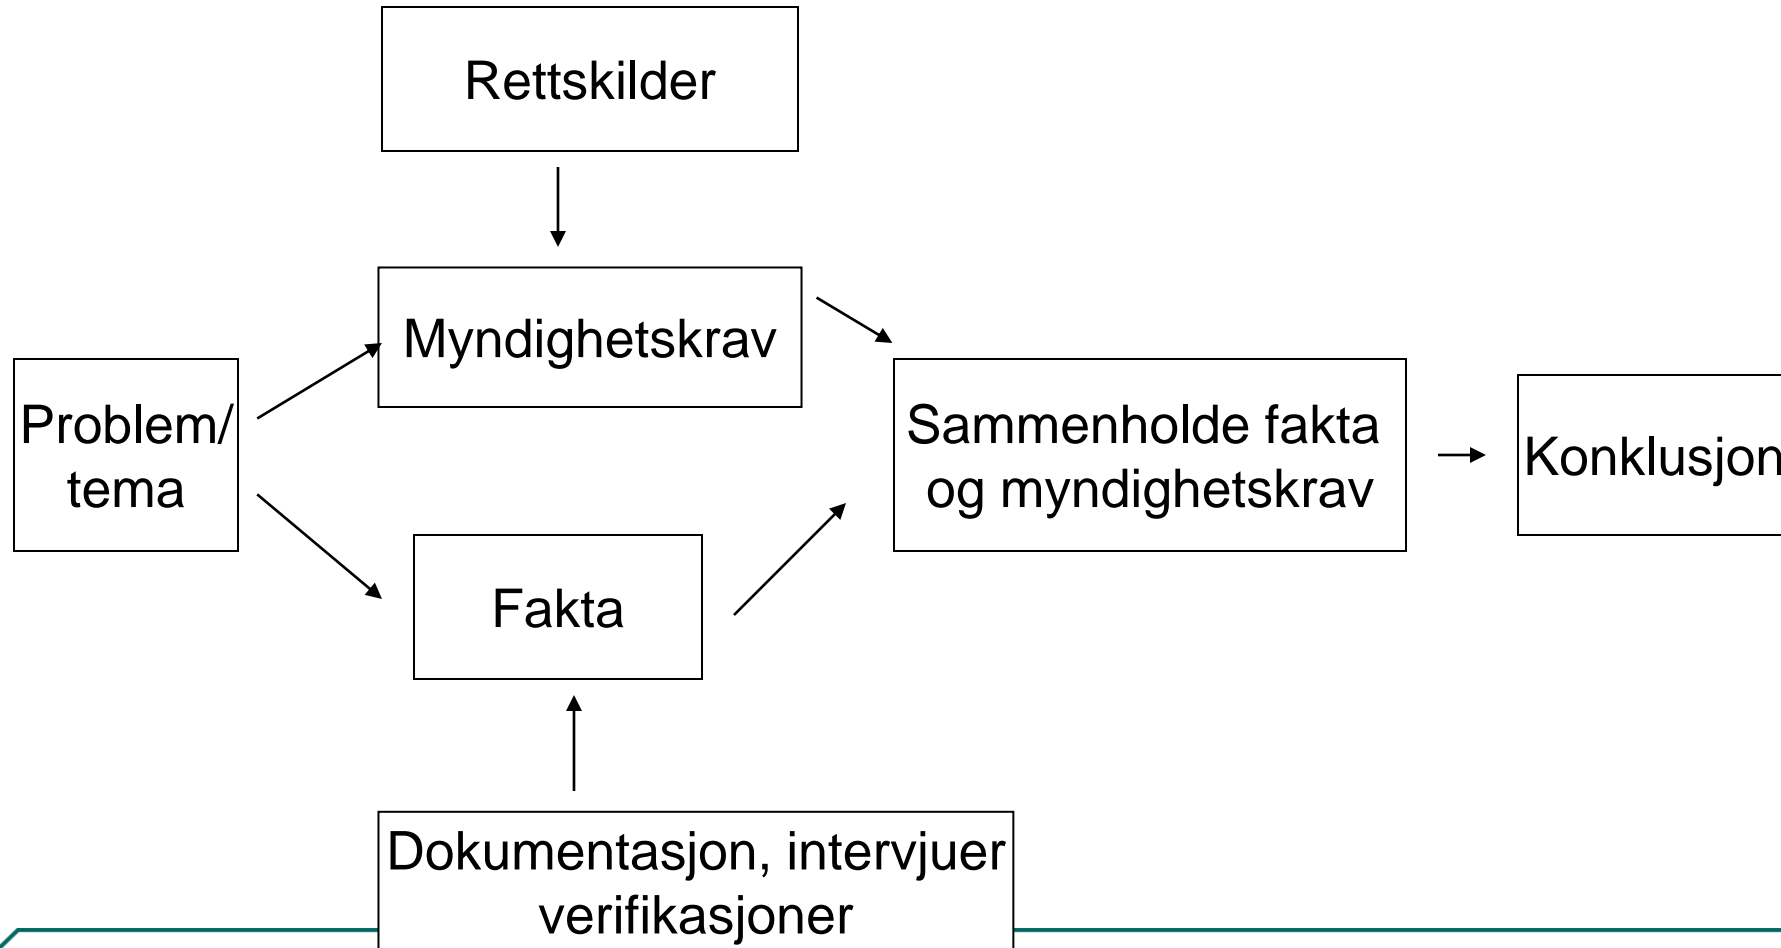 Rettskilder
Myndighetskrav
Problem/
tema
Sammenholde fakta
og myndighetskrav
Konklusjon
Fakta
Dokumentasjon, intervjuer
verifikasjoner